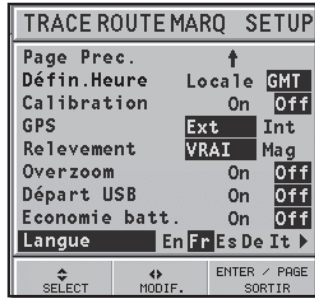 TRACE ROUTE MARQ SETUP
Page Prec.
Défin.Heure Locale GMT
Calibration On Off
GPS Ext Int
Relevement VRAI Mag
Overzoom On Off
Départ USB On Off
Economie batt. On Off
Langue En Fr Es De It
SELECT MODIF. ENTER / PAGE
SORTIR